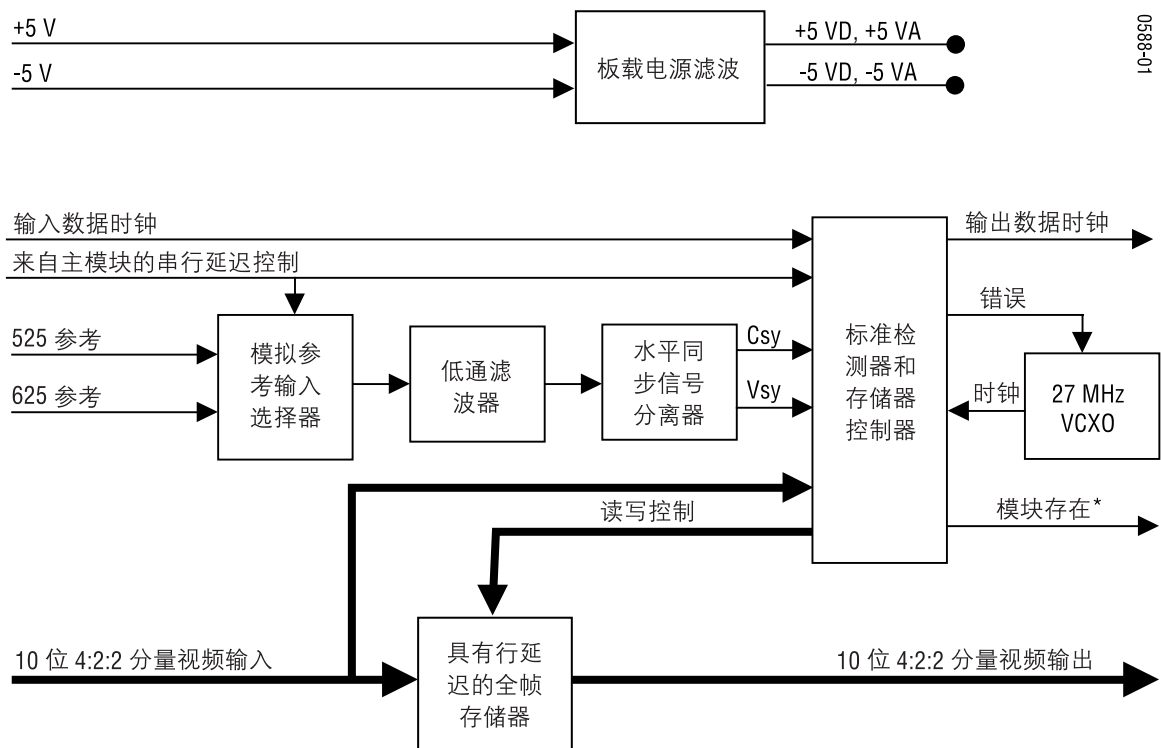 +5 V
-5 V
板载电源滤波
+5 VD, +5 VA
-5 VD, -5 VA
0588-01
输入数据时钟
来自主模块的串行延迟控制
525 参考
625 参考
模拟参
考输入
选择器
低通滤
波器
水平同
步信号
分离器
Csy
Vsy
标准检
测器和
存储器
控制器
输出数据时钟
错误
时钟
27 MHz
VCXO
模块存在*
读写控制
10 位 4:2:2 分量视频输入
具有行延
迟的全帧
存储器
10 位 4:2:2 分量视频输出